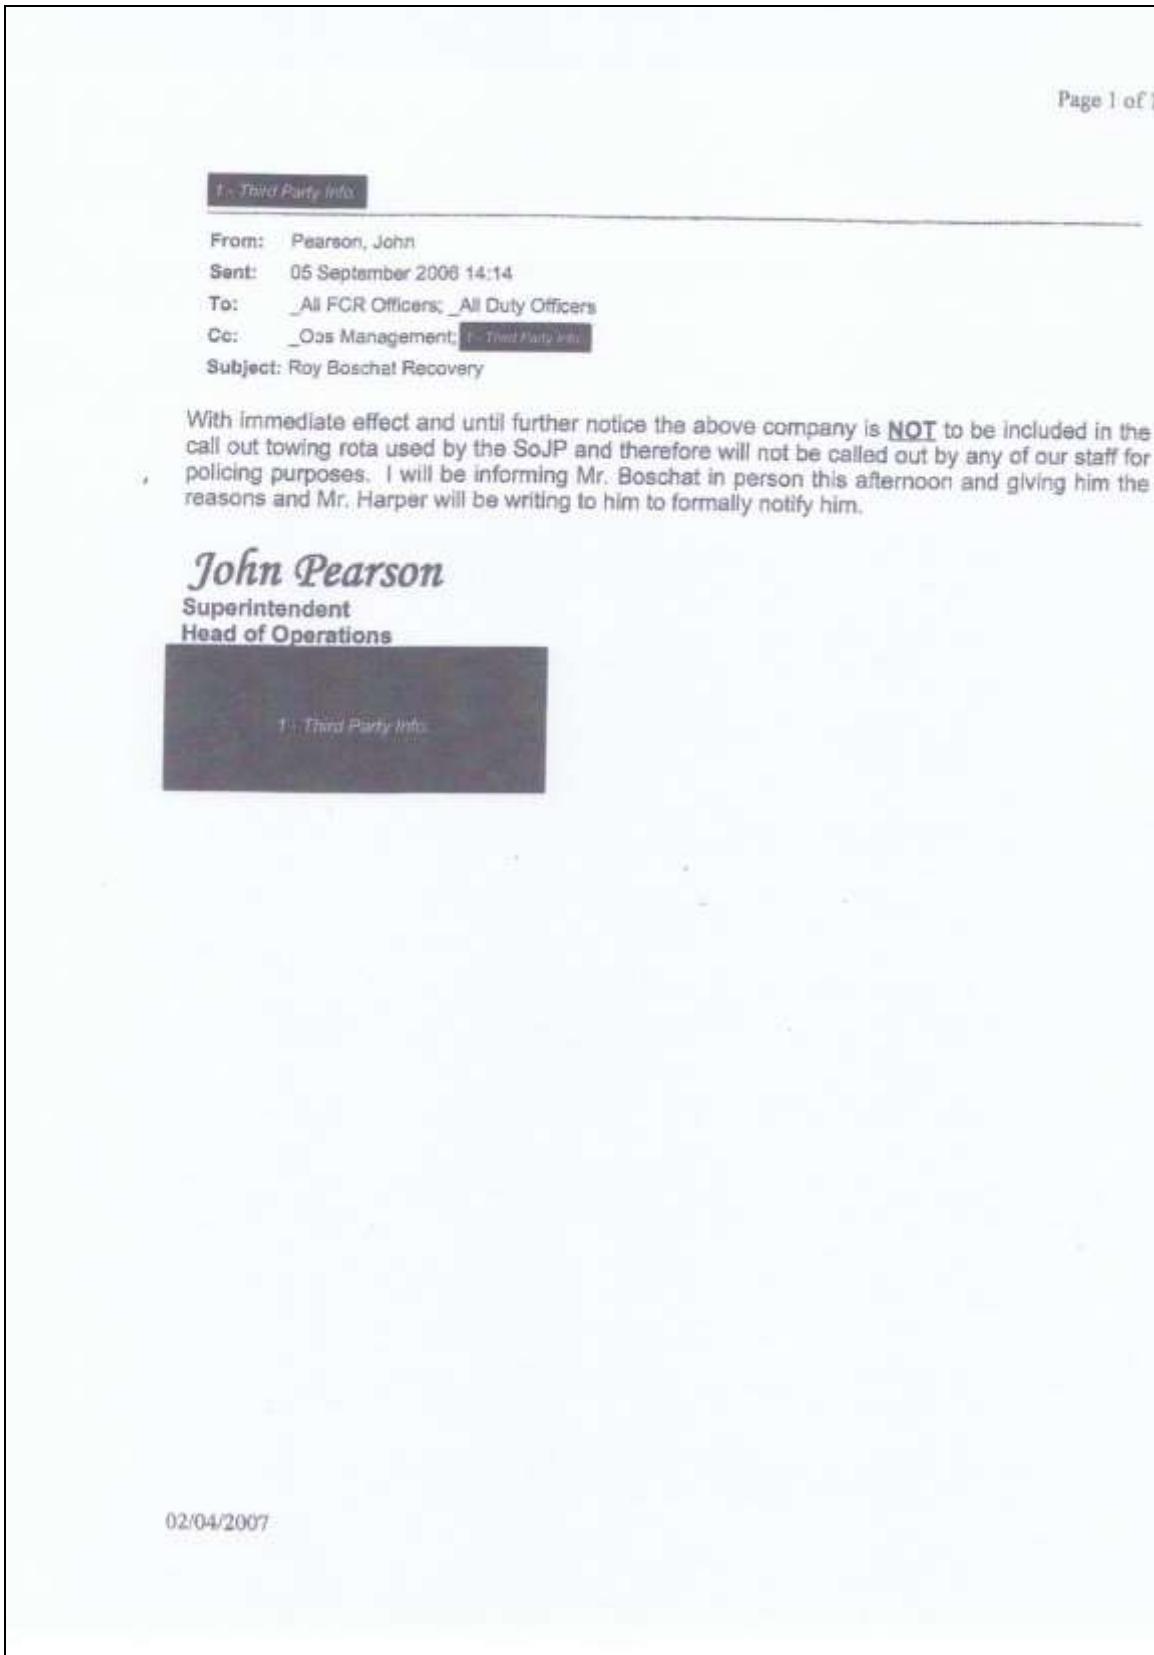 Page 1 of
1 - Third Party Info.
From: Pearson, John
Sent: 05 September 2006 14:14
To: _All FCR Officers; _All Duty Officers
Cc: _Ops Management; 1 - Third Party Info.
Subject: Roy Boschat Recovery
With immediate effect and until further notice the above company is NOT to be included in the
call out towing rota used by the SoJP and therefore will not be called out by any of our staff for
policing purposes. I will be informing Mr. Boschat in person this afternoon and giving him the
reasons and Mr. Harper will be writing to him to formally notify him.
John Pearson
Superintendent
Head of Operations
1 - Third Party Info.
02/04/2007